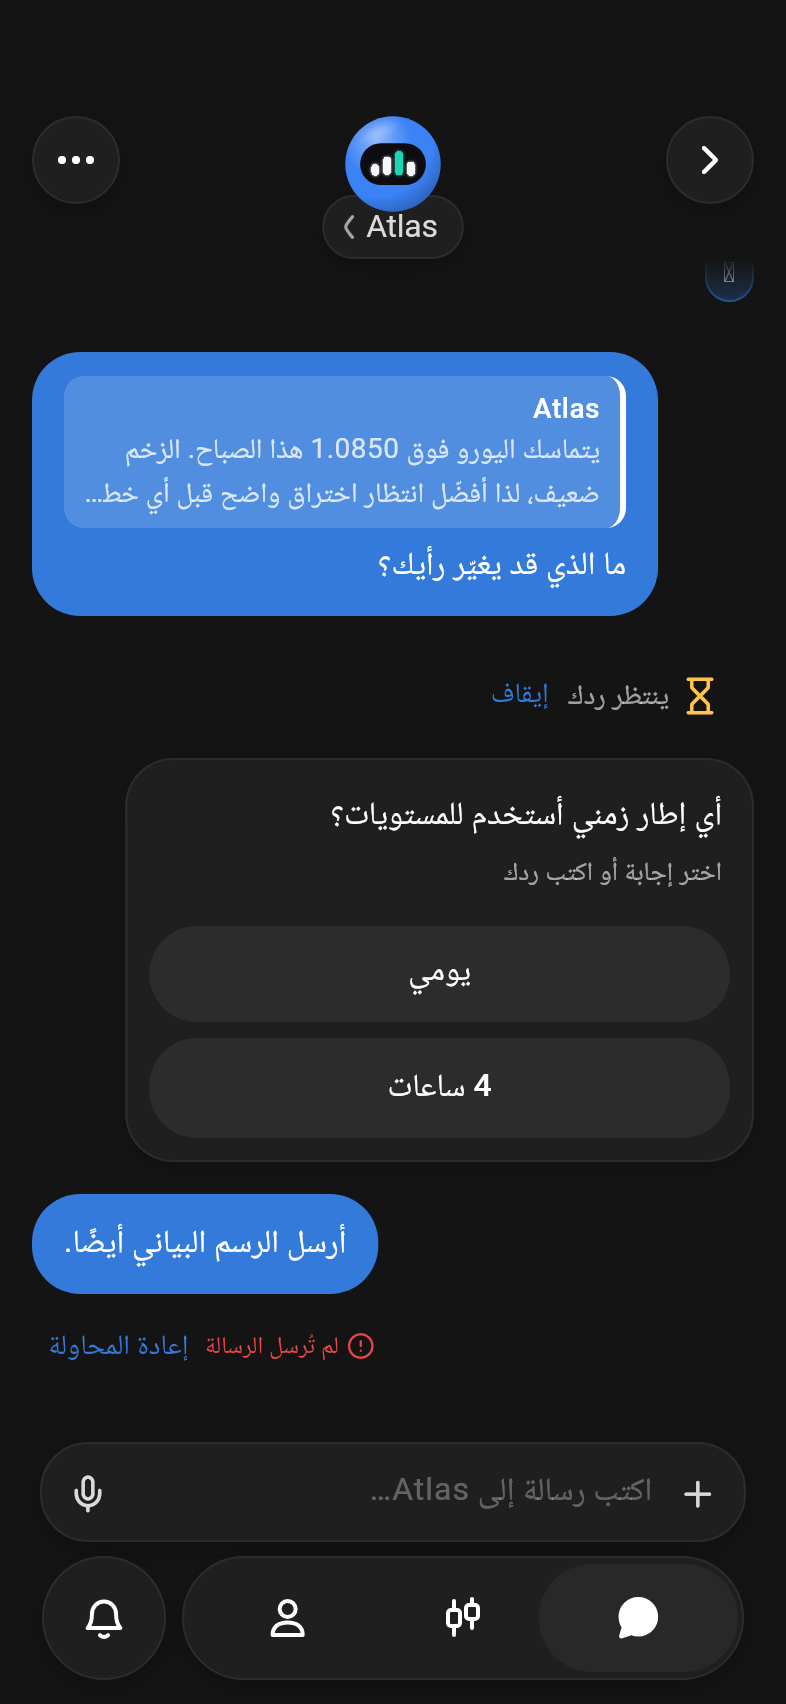 Atlas
Atlas
يتماسك اليورو فوق 1.0850 هذا الصباح. الزخم
ضعيف، لذا أفضّل انتظار اختراق واضح قبل أي خط...
ما الذي قد يغيّر رأيك؟
ينتظر ردك إيقاف
أي إطار زمني أستخدم للمستويات؟
اختر إجابة أو اكتب ردك
يومي
4 ساعات
أرسل الرسم البياني أيضًا.
لم تُرسل الرسالة إعادة المحاولة
اكتب رسالة إلى Atlas...